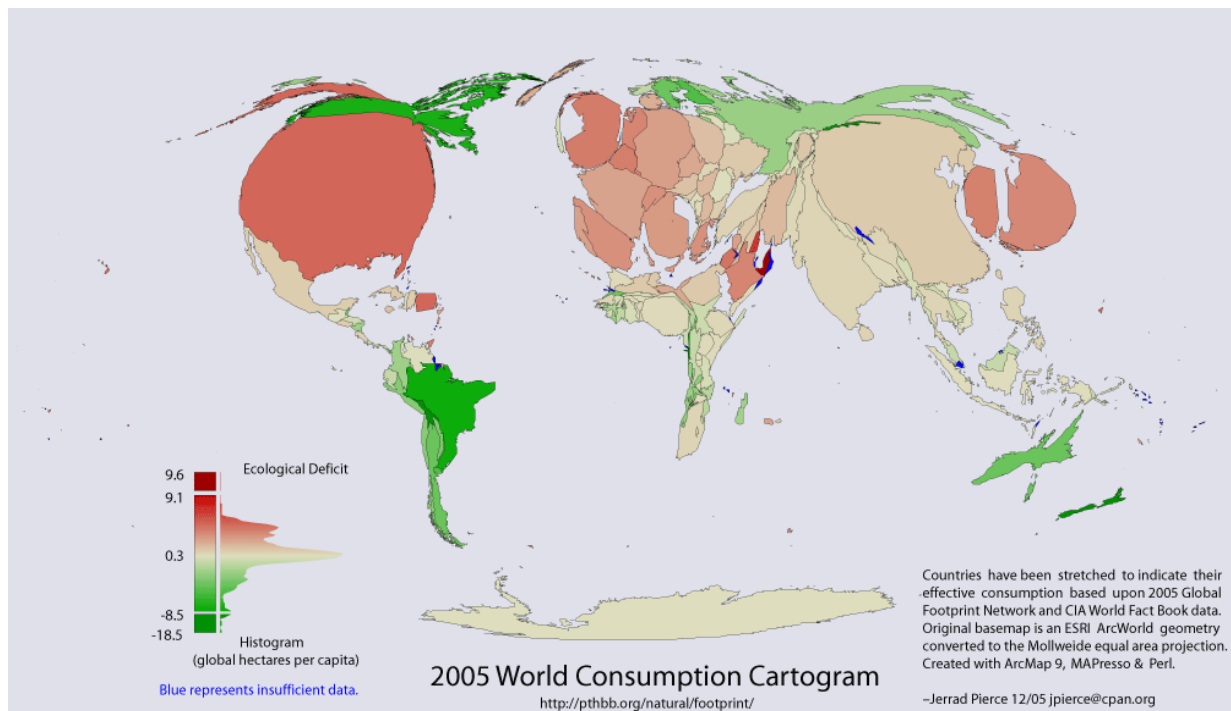 Ecological Deficit
9.6
9.1
0.3
-8.5
-18.5
Histogram
(global hectares per capita)
Blue represents insufficient data.
2005 World Consumption Cartogram
http://pthbb.org/natural/footprint/
Countries have been stretched to indicate their
effective consumption based upon 2005 Global
Footprint Network and CIA World Fact Book data.
Original basemap is an ESRI ArcWorld geometry
converted to the Mollweide equal area projection.
Created with ArcMap 9, MAPresso & Perl.
–Jerrad Pierce 12/05 jpierce@cpan.org